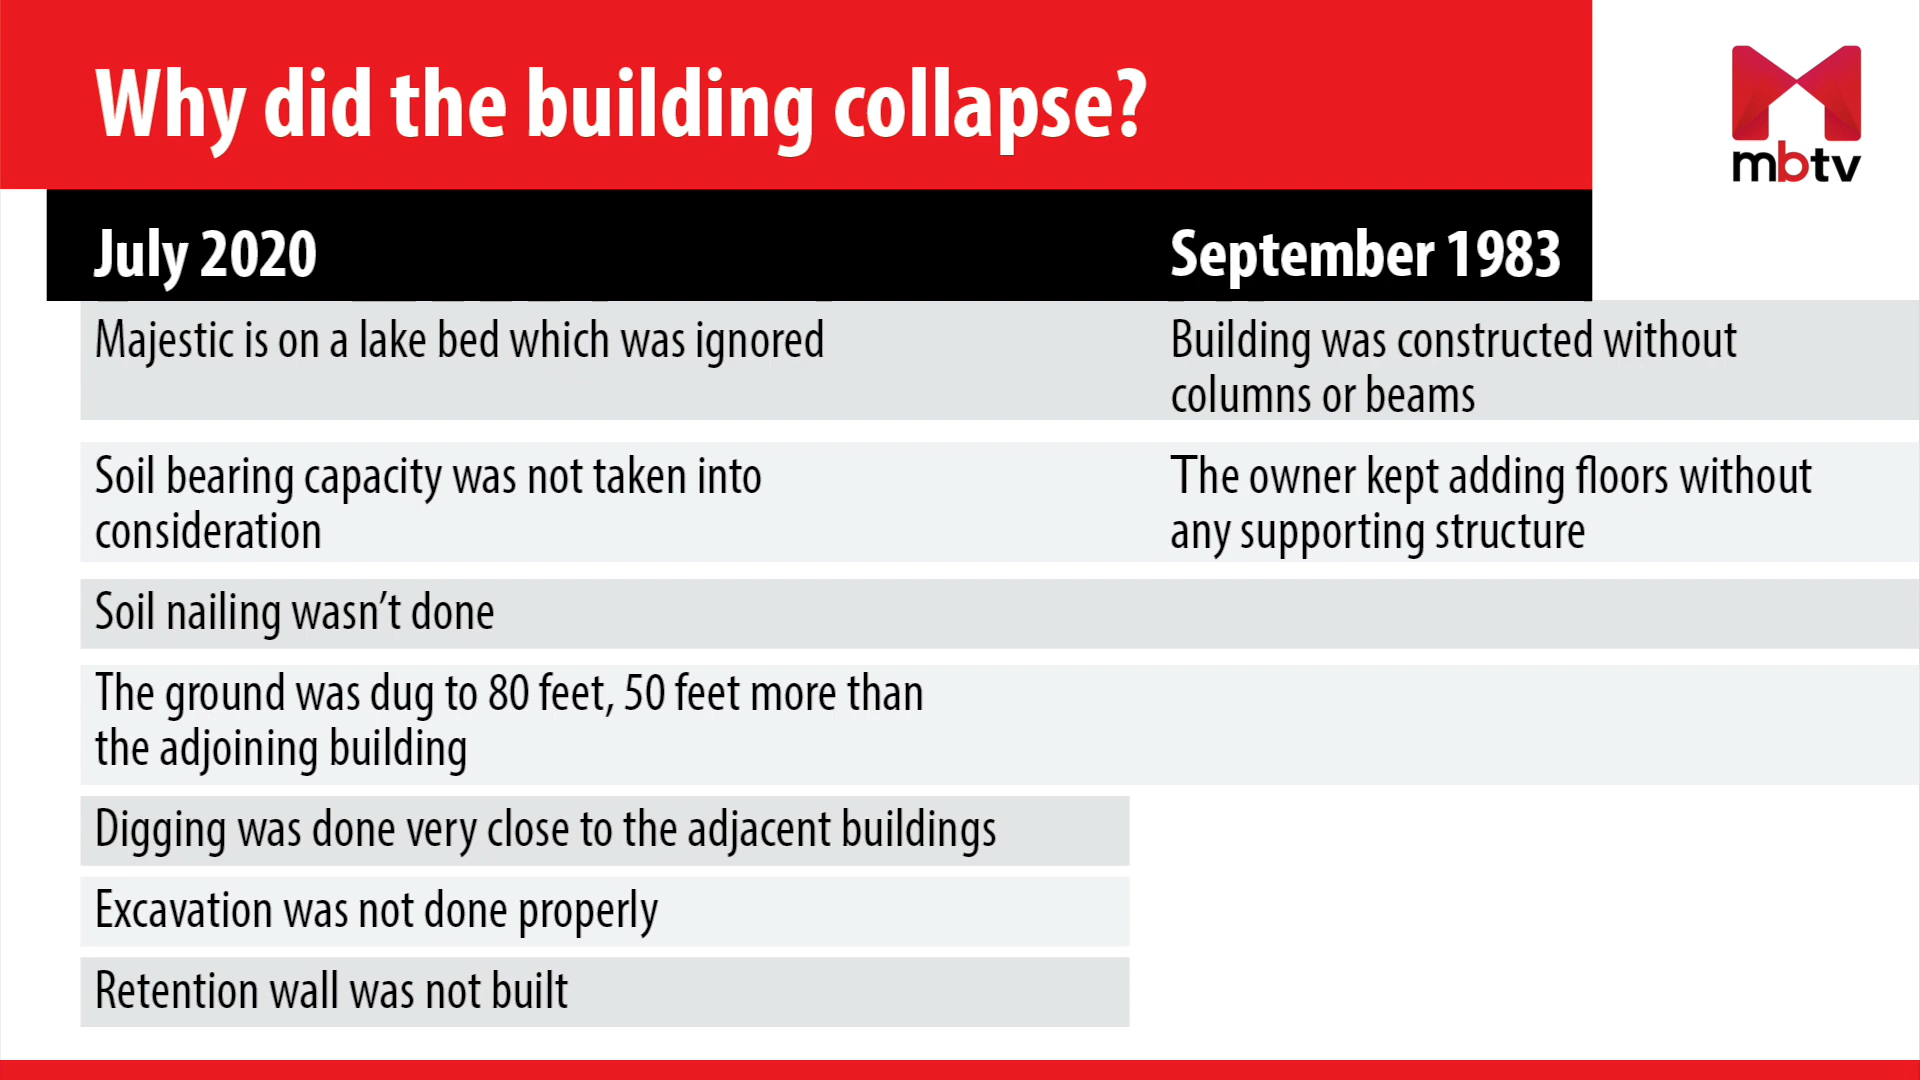 Why did the building collapse?
mbtv
July 2020
September 1983
Majestic is on a lake bed which was ignored
Building was constructed without
columns or beams
Soil bearing capacity was not taken into
consideration
The owner kept adding floors without
any supporting structure
Soil nailing wasn’t done
The ground was dug to 80 feet, 50 feet more than
the adjoining building
Digging was done very close to the adjacent buildings
Excavation was not done properly
Retention wall was not built